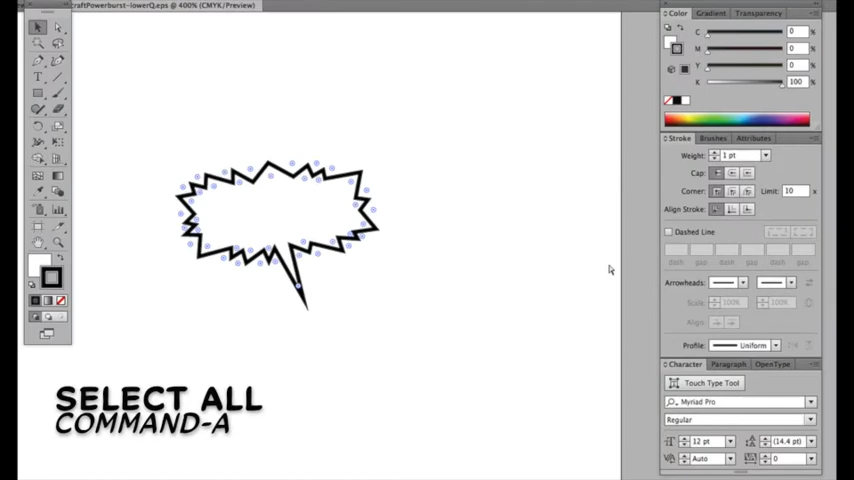 craftPowerburst-lowerQ.eps @ 400% (CMYK/Preview)
Color Gradient Transparency
C 0 %
M 0 %
Y 0 %
K 100 %
Stroke Brushes Attributes
Weight: 1 pt
Cap:
Corner: Limit: 10 x
Align Stroke:
Dashed Line
dash gap dash gap dash gap
Arrowheads:
Scale: 100% 100%
Align:
Profile: Uniform
Character Paragraph OpenType
Touch Type Tool
Myriad Pro
Regular
12 pt (14.4 pt)
Auto 0
SELECT ALL
COMMAND-A